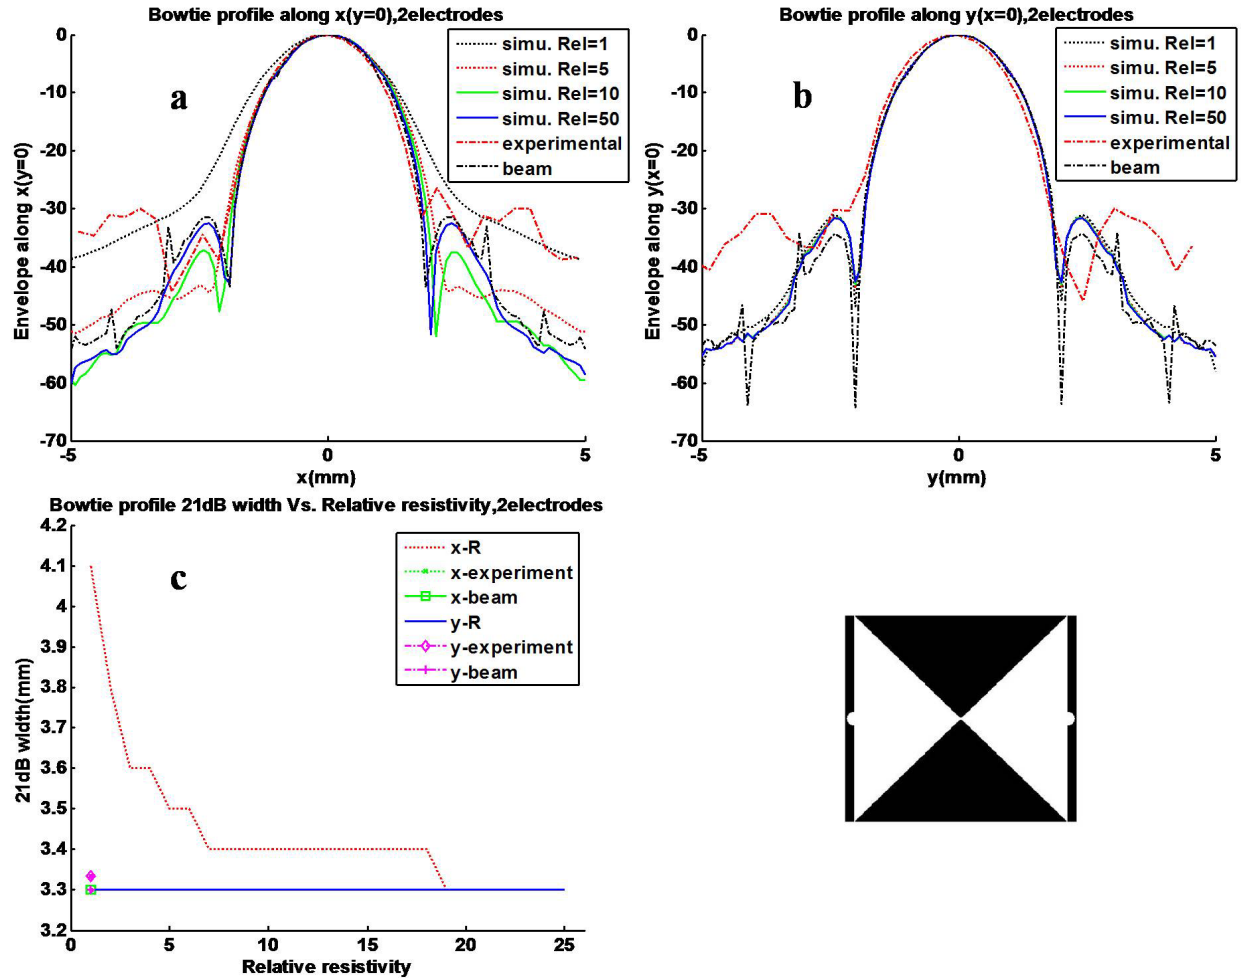 Bowtie profile along x(y=0),2electrodes
Envelope along x(y=0)
0
-10
-20
-30
-40
-50
-60
-70
a
simu. Rel=1
simu. Rel=5
simu. Rel=10
simu. Rel=50
experimental
beam
-5
0
5
x(mm)
Bowtie profile along y(x=0),2electrodes
Envelope along y(x=0)
0
-10
-20
-30
-40
-50
-60
-70
b
simu. Rel=1
simu. Rel=5
simu. Rel=10
simu. Rel=50
experimental
beam
-5
0
5
y(mm)
Bowtie profile 21dB width Vs. Relative resistivity,2electrodes
21dB width(mm)
4.2
4.1
4
3.9
3.8
3.7
3.6
3.5
3.4
3.3
3.2
c
x-R
x-experiment
x-beam
y-R
y-experiment
y-beam
0
5
10
15
20
25
Relative resistivity